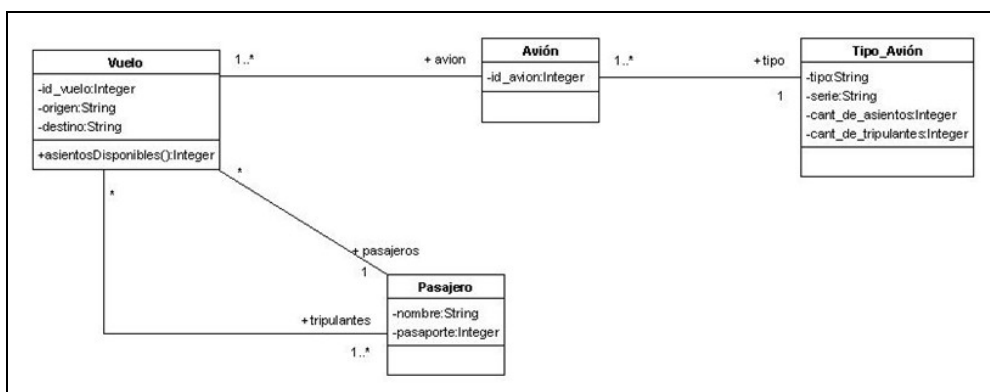 Vuelo
-id_vuelo:Integer
-origen:String
-destino:String
+asientosDisponibles():Integer
1..*
+ avion
Avión
-id_avion:Integer
1..*
+tipo
1
Tipo_Avión
-tipo:String
-serie:String
-cant_de_asientos:Integer
-cant_de_tripulantes:Integer
*
*
+ pasajeros
1
Pasajero
-nombre:String
-pasaporte:Integer
+tripulantes
1..*